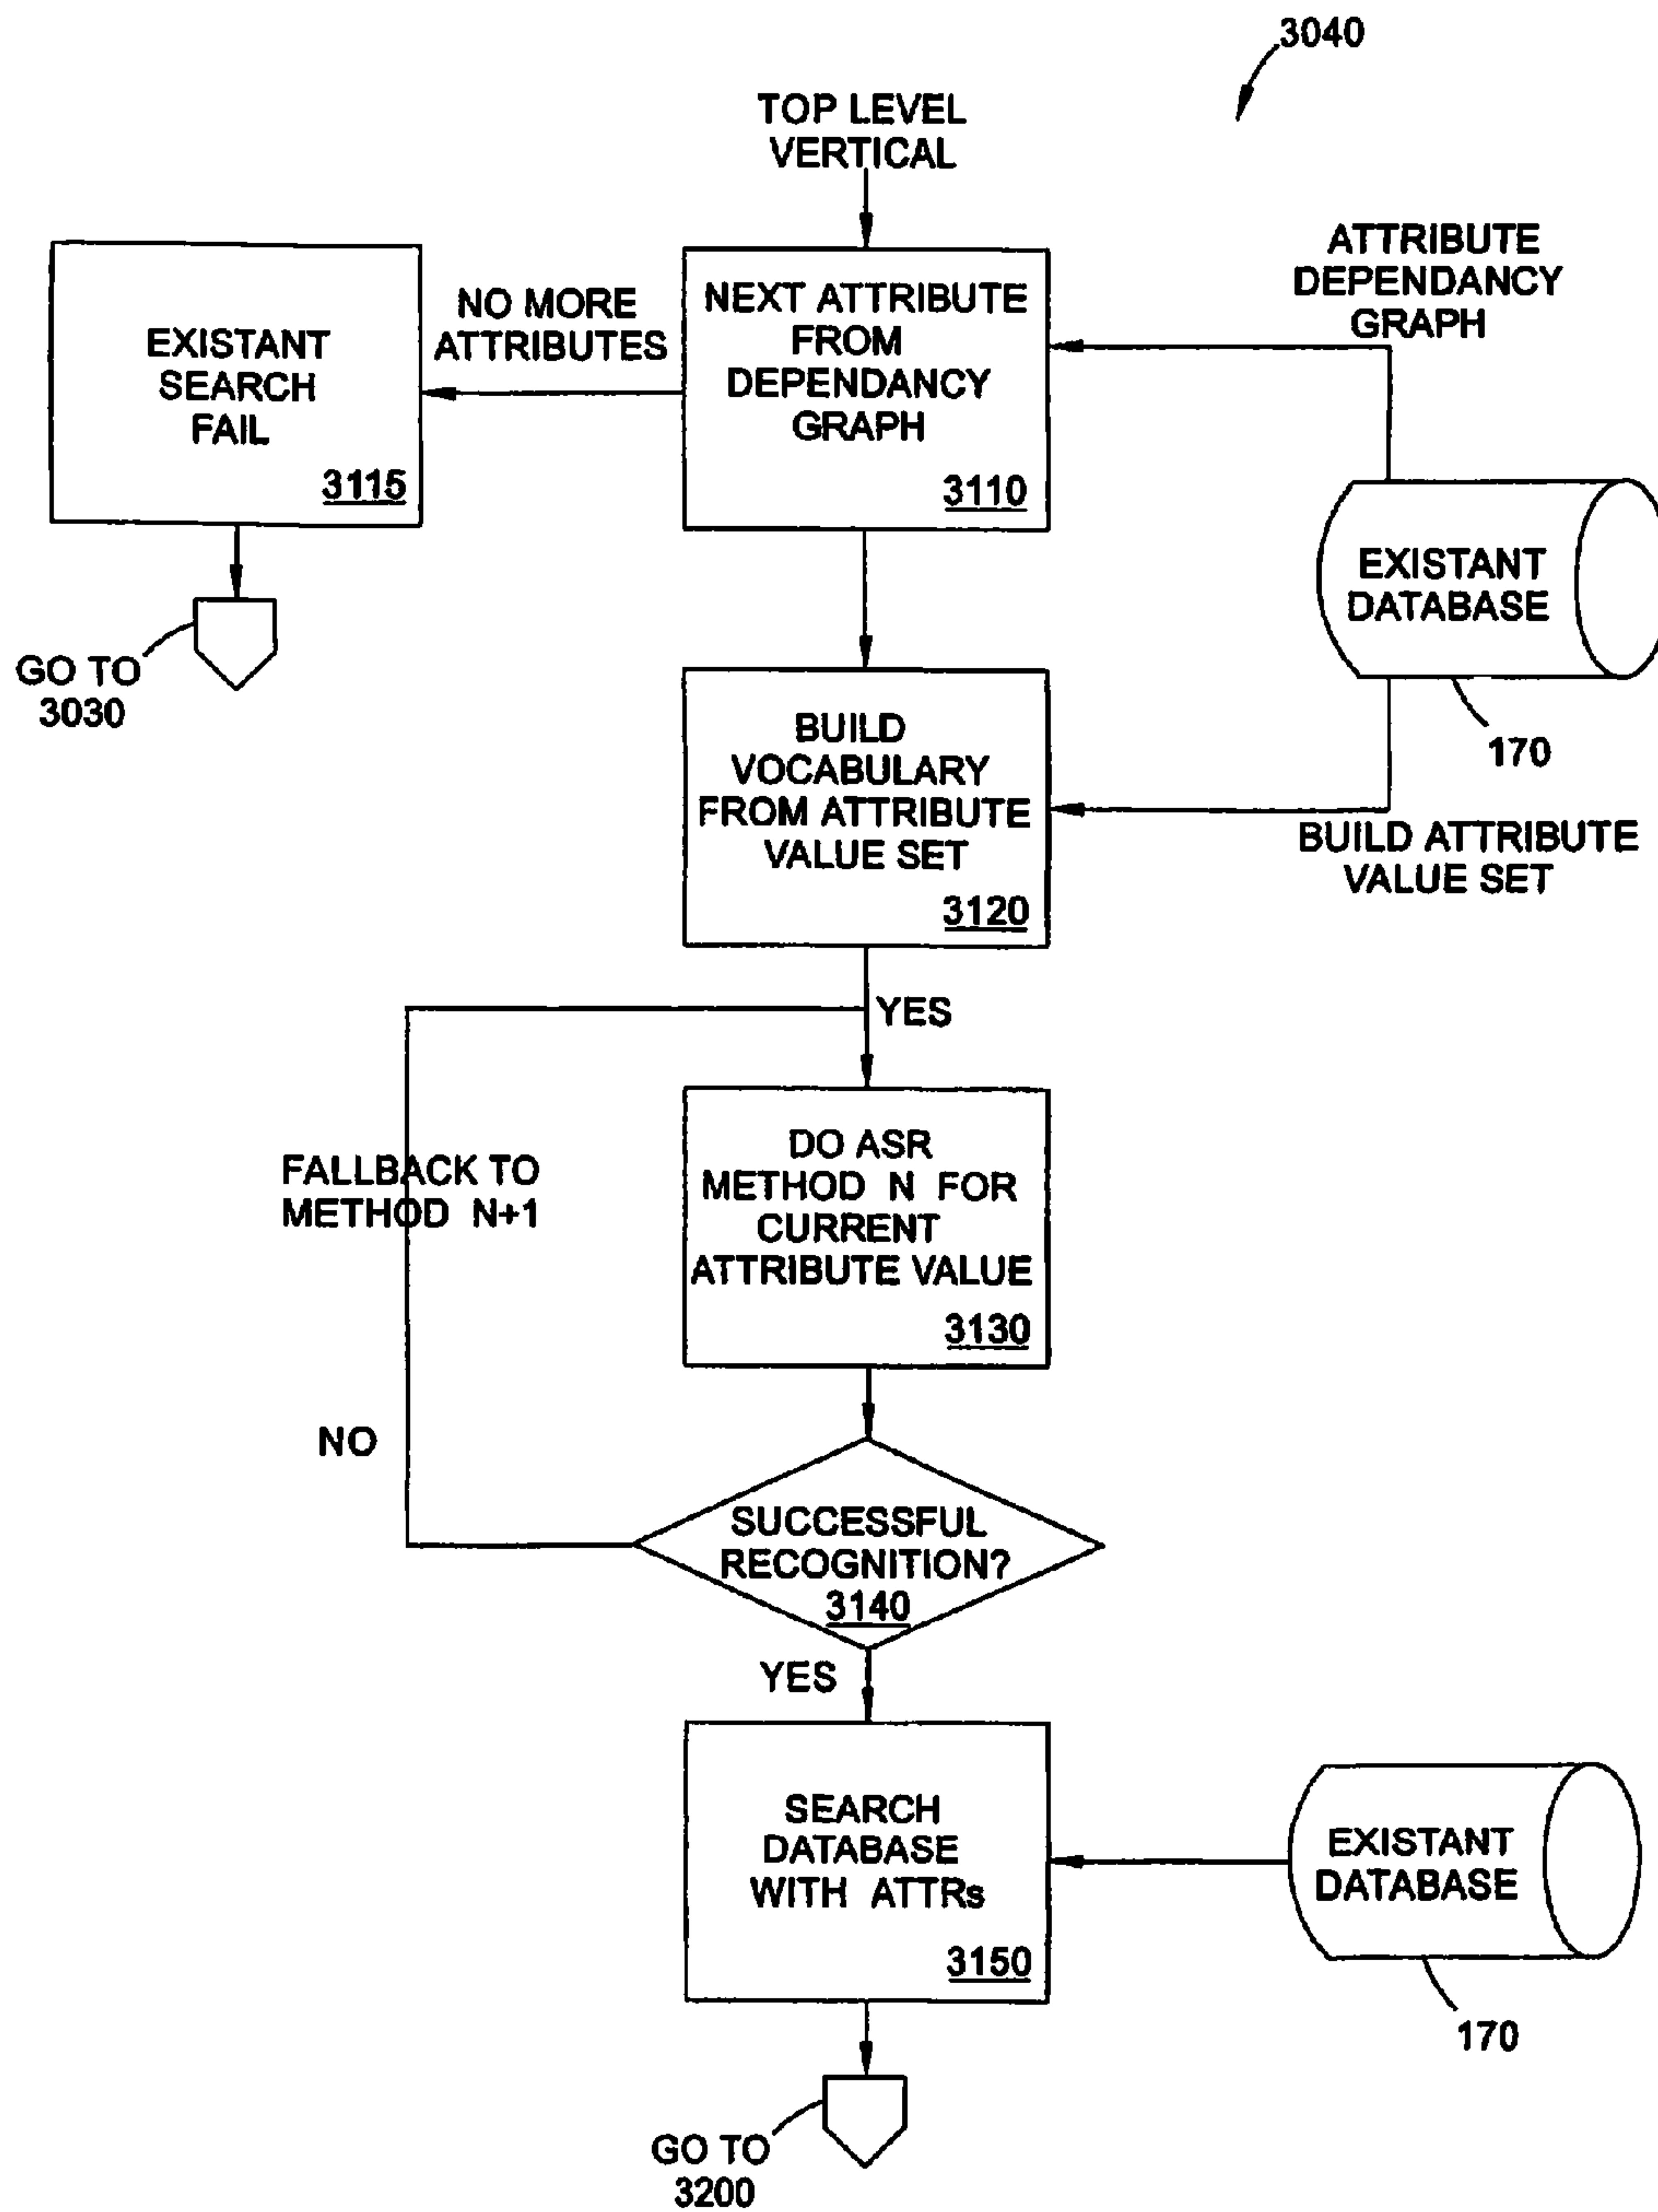 3040
TOP LEVEL
VERTICAL
ATTRIBUTE
DEPENDANCY
GRAPH
EXISTANT
SEARCH
FAIL
3115
NO MORE
ATTRIBUTES
NEXT ATTRIBUTE
FROM
DEPENDANCY
GRAPH
3110
EXISTANT
DATABASE
170
GO TO
3030
BUILD
VOCABULARY
FROM ATTRIBUTE
VALUE SET
3120
BUILD ATTRIBUTE
VALUE SET
YES
FALLBACK TO
METHOD N+1
DO ASR
METHOD N FOR
CURRENT
ATTRIBUTE VALUE
3130
NO
SUCCESSFUL
RECOGNITION?
3140
YES
SEARCH
DATABASE
WITH ATTRs
3150
EXISTANT
DATABASE
170
GO TO
3200